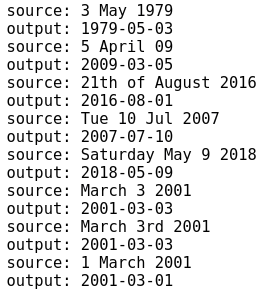 source: 3 May 1979
output: 1979-05-03
source: 5 April 09
output: 2009-03-05
source: 21th of August 2016
output: 2016-08-01
source: Tue 10 Jul 2007
output: 2007-07-10
source: Saturday May 9 2018
output: 2018-05-09
source: March 3 2001
output: 2001-03-03
source: March 3rd 2001
output: 2001-03-03
source: 1 March 2001
output: 2001-03-01